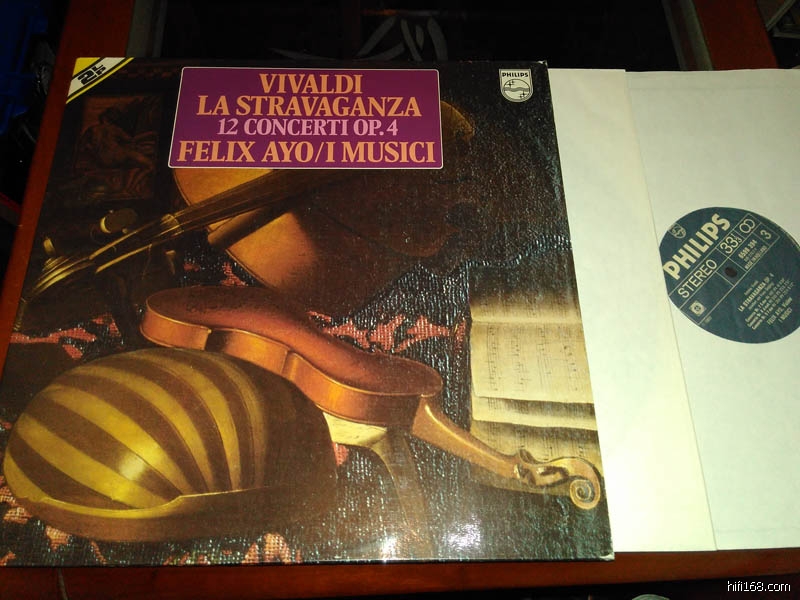 2 LP
VIVALDI
LA STRAVAGANZA
12 CONCERTI OP. 4
FELIX AYO/I MUSICI
PHILIPS
PHILIPS
STEREO
33⅓
3
LA STRAVAGANZA OP. 4
hifi168.com